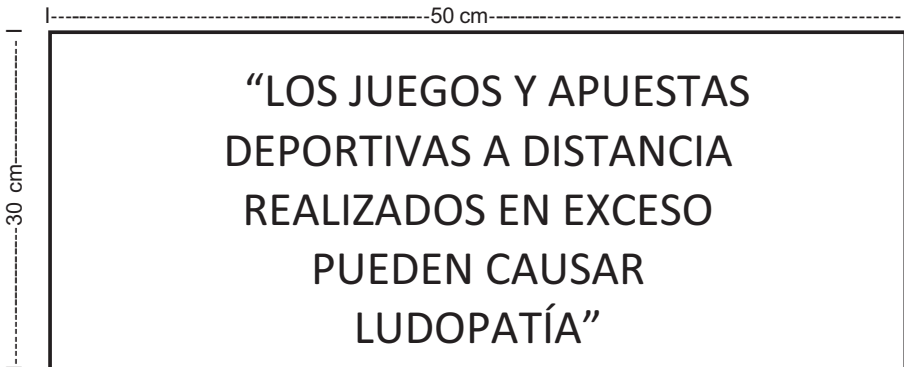 50 cm
30 cm
“LOS JUEGOS Y APUESTAS
DEPORTIVAS A DISTANCIA
REALIZADOS EN EXCESO
PUEDEN CAUSAR
LUDOPATÍA”